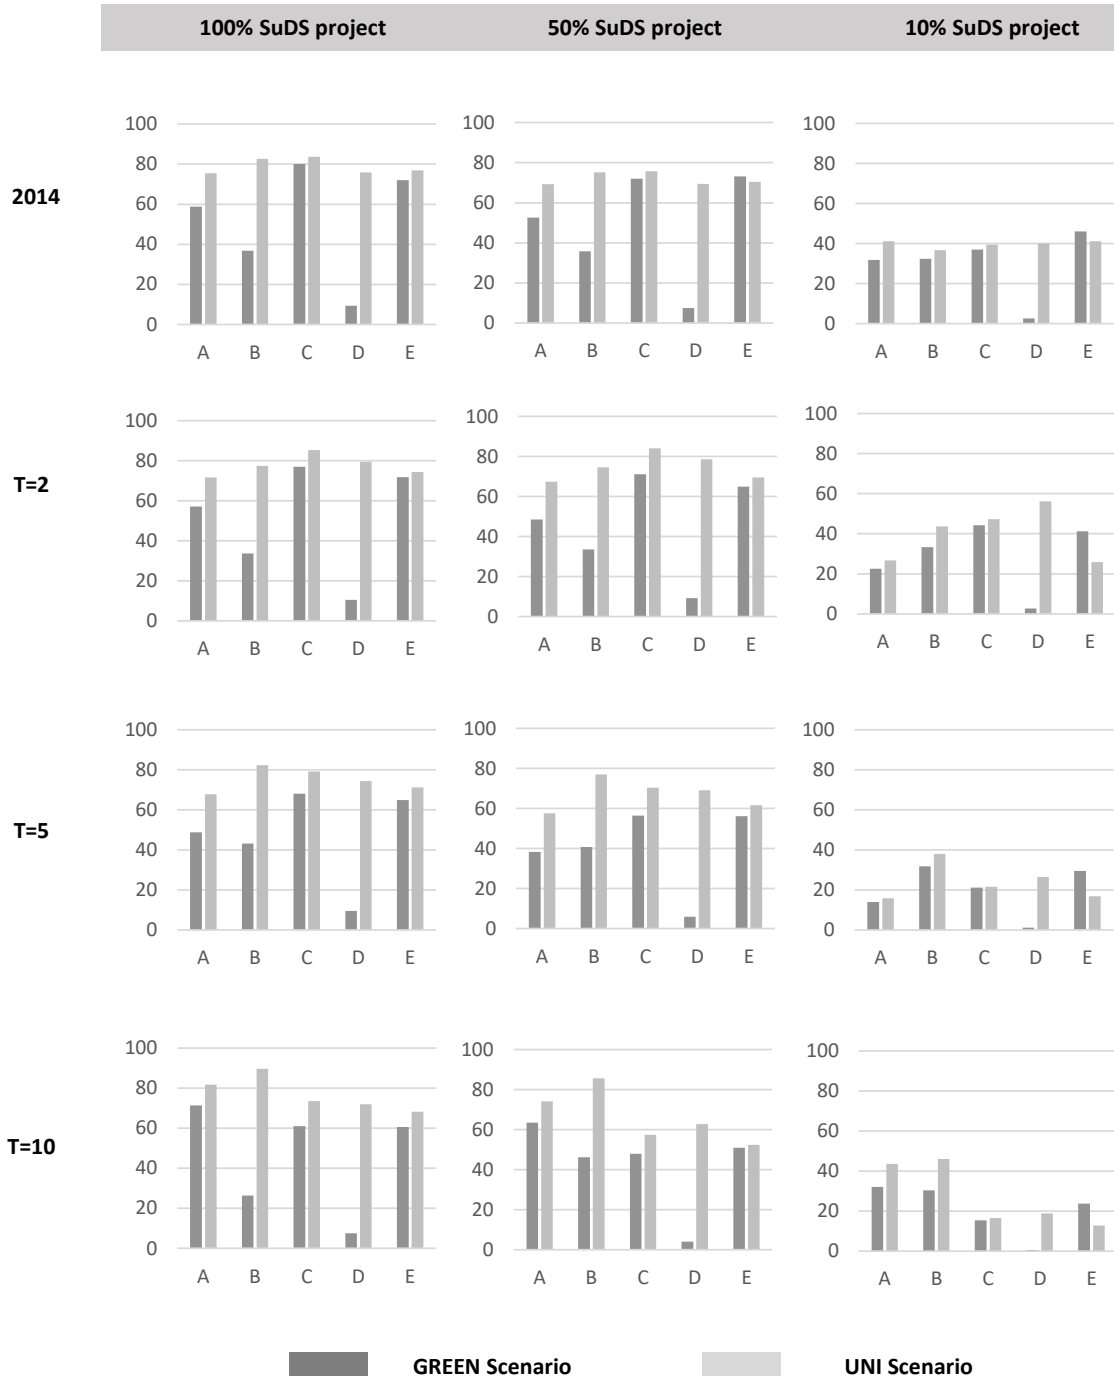 100% SuDS project 50% SuDS project 10% SuDS project
2014
100 100 100
80 80 80
60 60 60
40 40 40
20 20 20
0 0 0
A B C D E A B C D E A B C D E
T=2
100 100 100
80 80 80
60 60 60
40 40 40
20 20 20
0 0 0
A B C D E A B C D E A B C D E
T=5
100 100 100
80 80 80
60 60 60
40 40 40
20 20 20
0 0 0
A B C D E A B C D E A B C D E
T=10
100 100 100
80 80 80
60 60 60
40 40 40
20 20 20
0 0 0
A B C D E A B C D E A B C D E
GREEN Scenario UNI Scenario